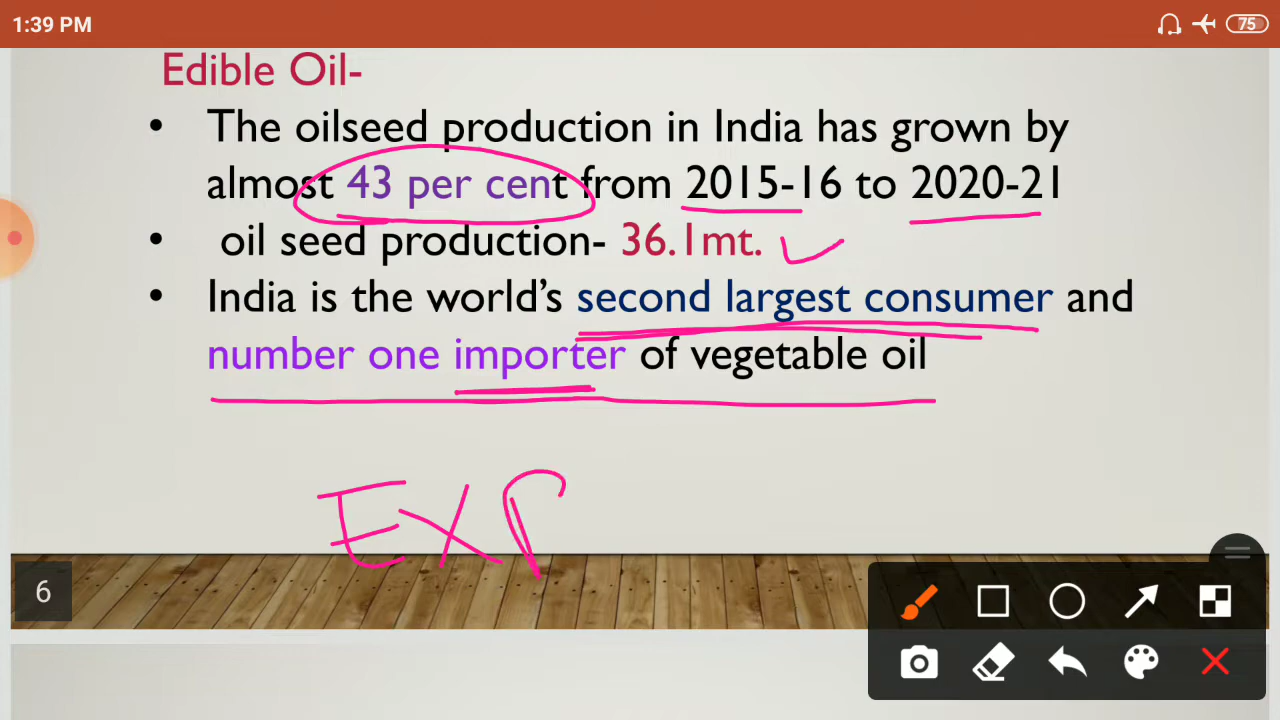 1:39 PM
75
Edible Oil-
• The oilseed production in India has grown by
almost 43 per cent from 2015-16 to 2020-21
• oil seed production- 36.1mt.
• India is the world's second largest consumer and
number one importer of vegetable oil
EXP
6